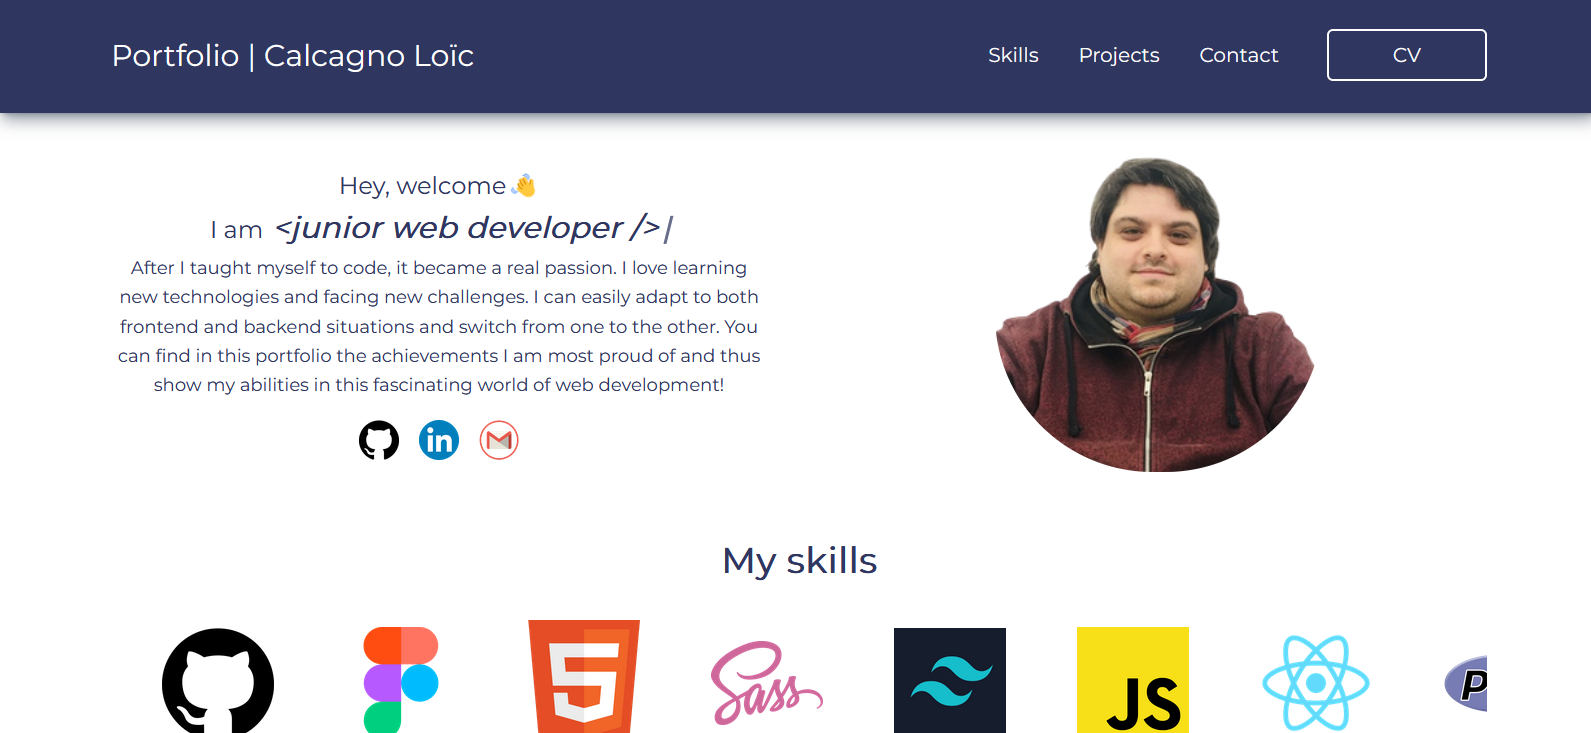 Portfolio | Calcagno Loïc
Skills
Projects
Contact
CV
Hey, welcome
I am <junior web developer />|
After I taught myself to code, it became a real passion. I love learning
new technologies and facing new challenges. I can easily adapt to both
frontend and backend situations and switch from one to the other. You
can find in this portfolio the achievements I am most proud of and thus
show my abilities in this fascinating world of web development!
in
My skills
5
Sass
JS